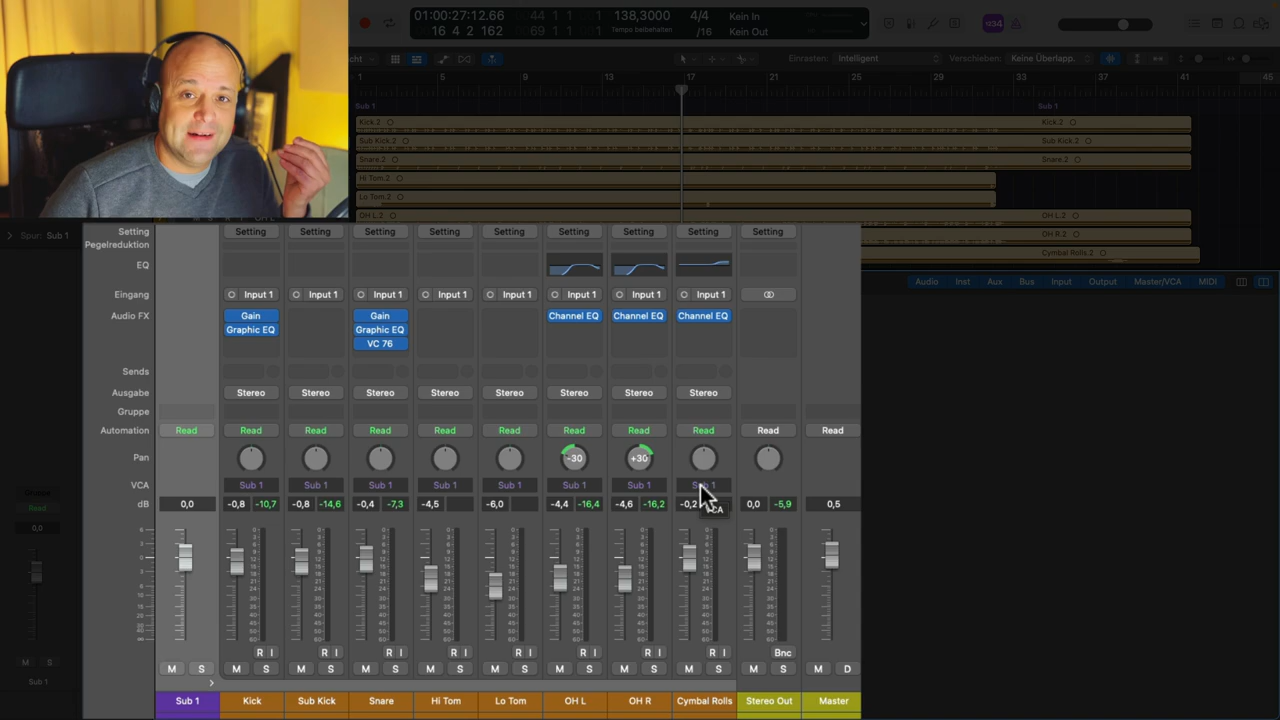 01:00:27:12.66 44 1 1 138,3000 4/4 Kein In
16 4 2 162 69 1 1 Tempo beibehalten /16 Kein Out
1234
cht Einrasten: Intelligent Verschieben: Keine Überlapp.
1 5 9 13 17 21 25 29 33 37 41 45
Sub 1 Sub 1
Kick.2 Kick.2
Sub Kick.2 Sub Kick.2
Snare.2 Snare.2
Hi Tom.2
Lo Tom.2
OH L.2 OH L.2
OH R.2
Cymbal Rolls.2
Spur: Sub 1
Audio Inst Aux Bus Input Output Master/VCA MIDI
Setting Setting Setting Setting Setting Setting Setting Setting Setting Setting
Pegelreduktion
EQ
Eingang Input 1 Input 1 Input 1 Input 1 Input 1 Input 1 Input 1 Input 1
Audio FX Gain Gain Channel EQ Channel EQ Channel EQ
Graphic EQ Graphic EQ
VC 76
Sends
Ausgabe Stereo Stereo Stereo Stereo Stereo Stereo Stereo Stereo
Gruppe
Automation Read Read Read Read Read Read Read Read Read Read Read
Pan -30 +30
VCA Sub 1 Sub 1 Sub 1 Sub 1 Sub 1 Sub 1 Sub 1 Sub 1
dB 0,0 -0,8 -10,7 -0,8 -14,6 -0,4 -7,3 -4,5 -6,0 -4,4 -16,4 -4,6 -16,2 -0,2 0,0 -5,9 0,5
Read
0,0
R I R I R I R I R I R I R I R I Bnc
M S M S M S M S M S M S M S M S M S M S M D
M S
Sub 1
Sub 1 Kick Sub Kick Snare Hi Tom Lo Tom OH L OH R Cymbal Rolls Stereo Out Master